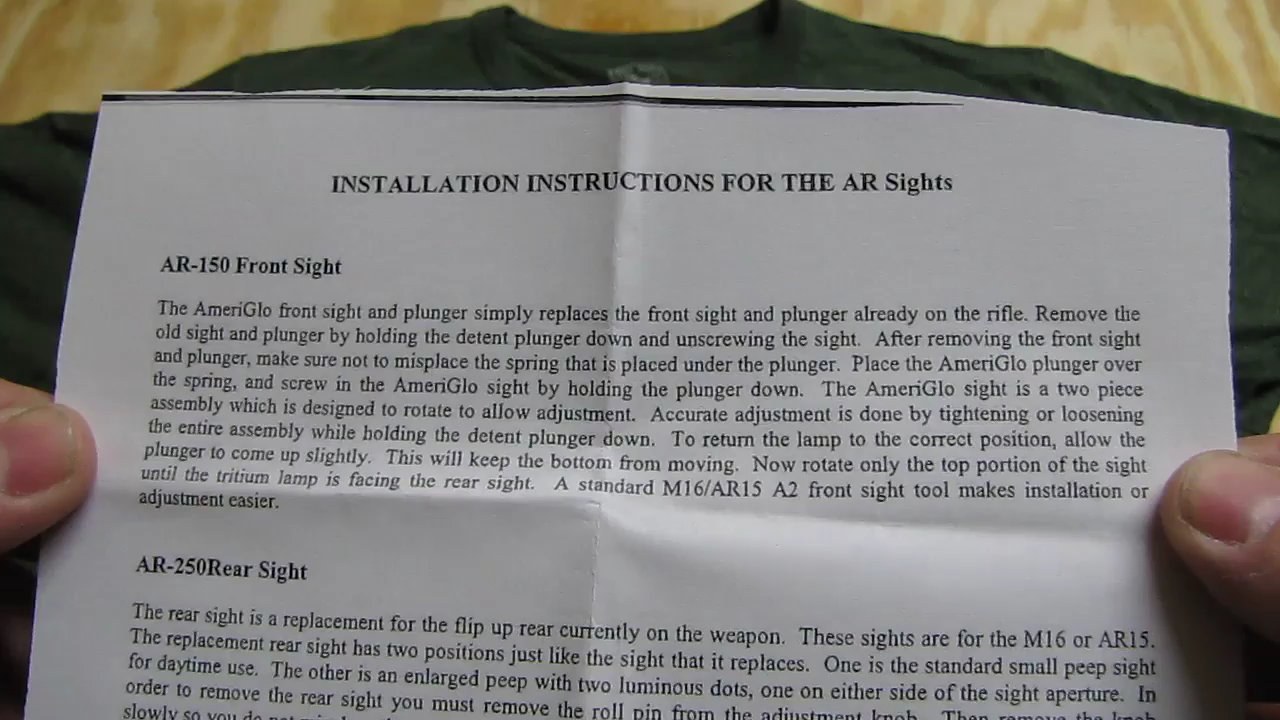 INSTALLATION INSTRUCTIONS FOR THE AR Sights
AR-150 Front Sight
The AmeriGlo front sight and plunger simply replaces the front sight and plunger already on the rifle. Remove the
old sight and plunger by holding the detent plunger down and unscrewing the sight. After removing the front sight
and plunger, make sure not to misplace the spring that is placed under the plunger. Place the AmeriGlo plunger over
the spring, and screw in the AmeriGlo sight by holding the plunger down. The AmeriGlo sight is a two piece
assembly which is designed to rotate to allow adjustment. Accurate adjustment is done by tightening or loosening
the entire assembly while holding the detent plunger down. To return the lamp to the correct position, allow the
plunger to come up slightly. This will keep the bottom from moving. Now rotate only the top portion of the sight
until the tritium lamp is facing the rear sight. A standard M16/AR15 A2 front sight tool makes installation or
adjustment easier.
AR-250Rear Sight
The rear sight is a replacement for the flip up rear currently on the weapon. These sights are for the M16 or AR15.
The replacement rear sight has two positions just like the sight that it replaces. One is the standard small peep sight
for daytime use. The other is an enlarged peep with two luminous dots, one on either side of the sight aperture. In
order to remove the rear sight you must remove the roll pin from the adjustment knob. Then remove the knob
slowly so you do not